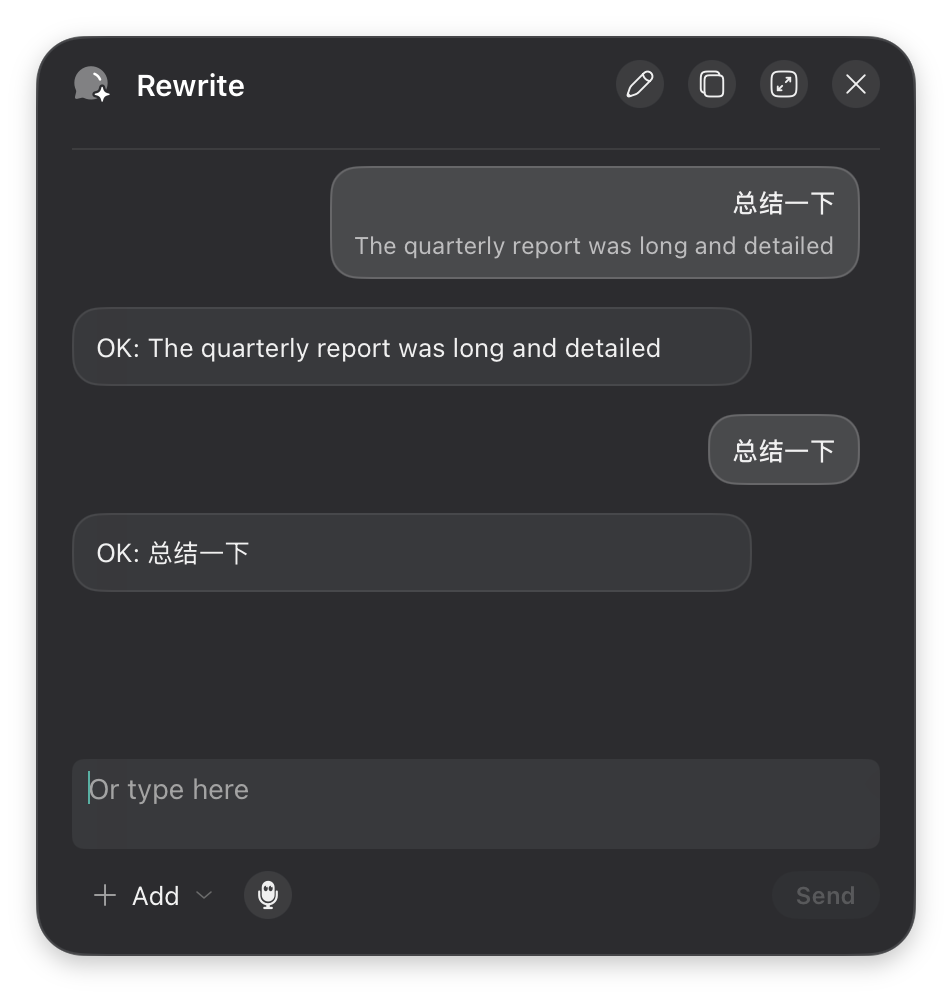 Rewrite
总结一下
The quarterly report was long and detailed
OK: The quarterly report was long and detailed
总结一下
OK: 总结一下
Or type here
Add
Send